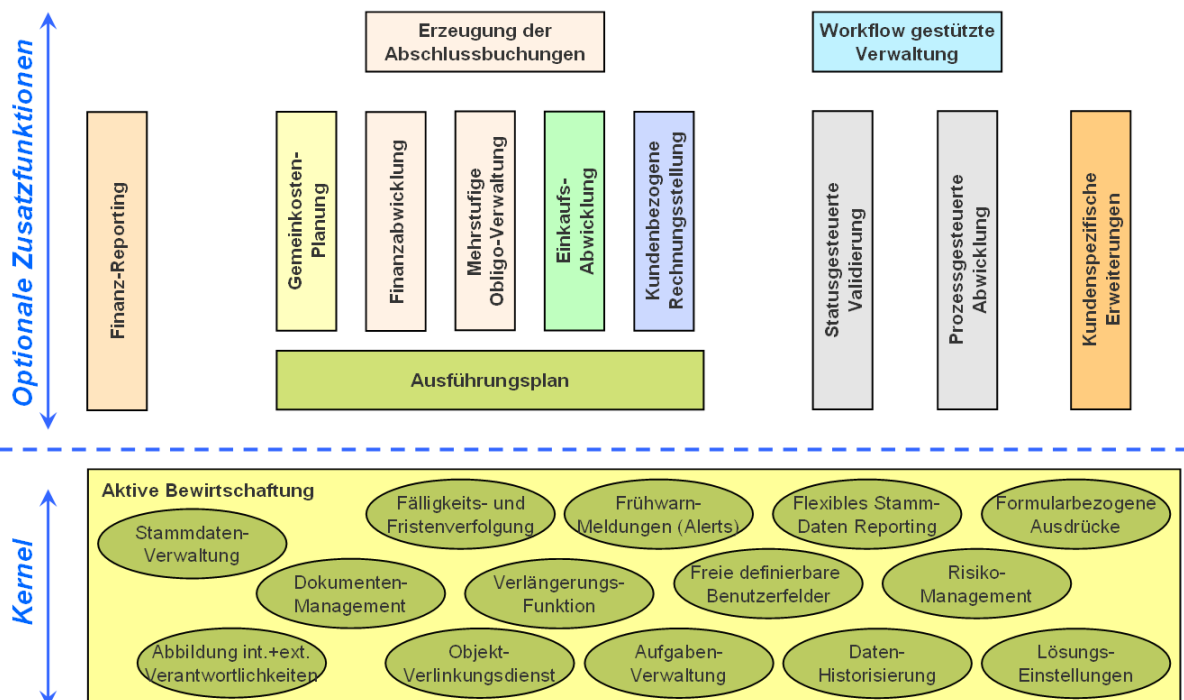 Optionale Zusatzfunktionen
Erzeugung der
Abschlussbuchungen
Workflow gestützte
Verwaltung
Finanz-Reporting
Gemeinkosten-
Planung
Finanzabwicklung
Mehrstufige
Obligo-Verwaltung
Einkaufs-
Abwicklung
Kundenbezogene
Rechnungsstellung
Statusgesteuerte
Validierung
Prozessgesteuerte
Abwicklung
Kundenspezifische
Erweiterungen
Ausführungsplan
Kernel
Aktive Bewirtschaftung
Stammdaten-
Verwaltung
Fälligkeits- und
Fristenverfolgung
Frühwarn-
Meldungen (Alerts)
Flexibles Stamm-
Daten Reporting
Formularbezogene
Ausdrücke
Dokumenten-
Management
Verlängerungs-
Funktion
Freie definierbare
Benutzerfelder
Risiko-
Management
Abbildung int.+ext.
Verantwortlichkeiten
Objekt-
Verlinkungsdienst
Aufgaben-
Verwaltung
Daten-
Historisierung
Lösungs-
Einstellungen